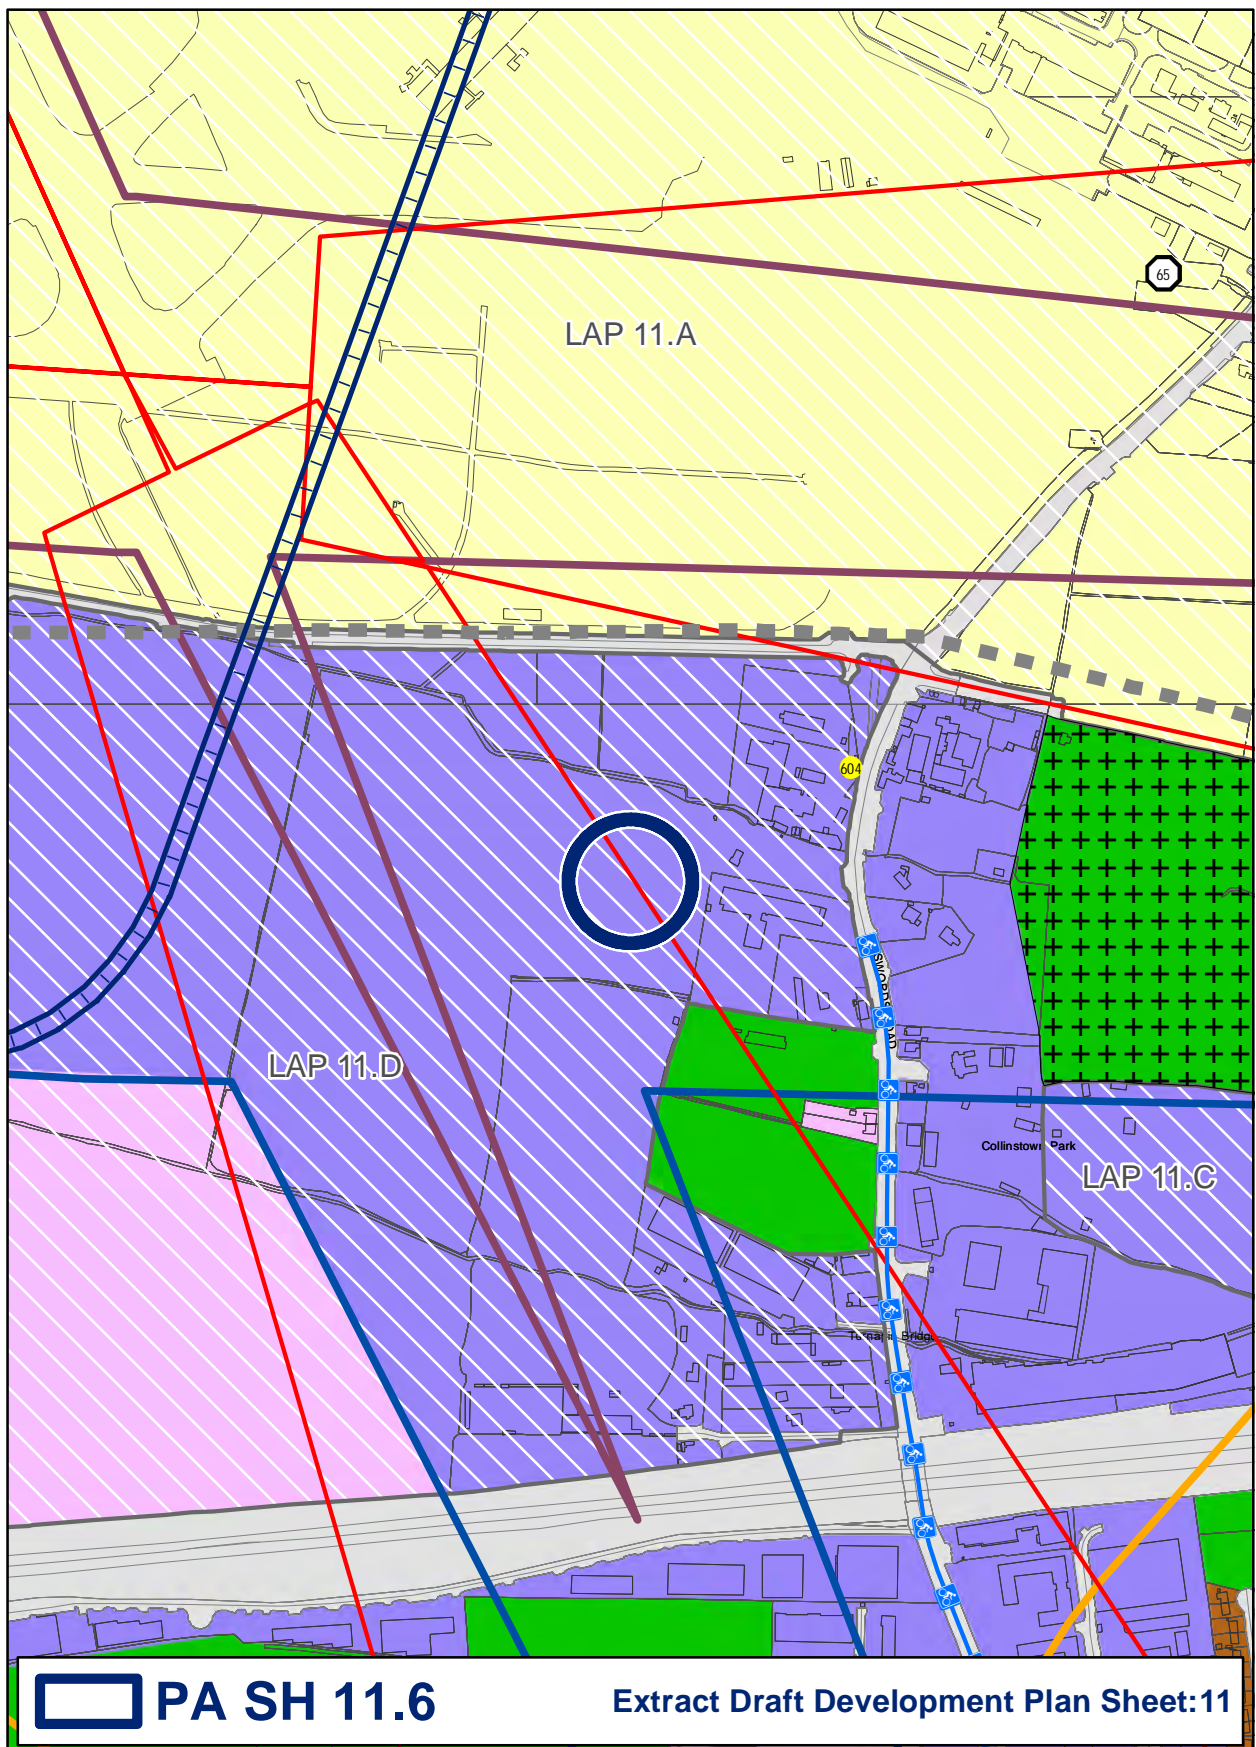 65
LAP 11.A
604
LAP 11.D
Collinstown Park
LAP 11.C
Bridge
PA SH 11.6
Extract Draft Development Plan Sheet:11